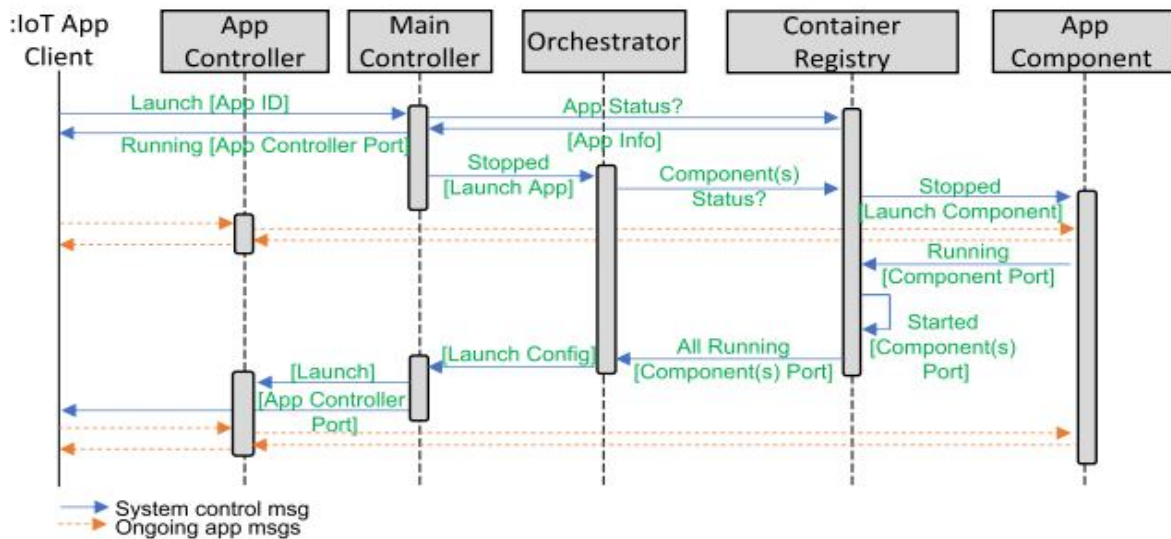 :IoT App
Client
App
Controller
Main
Controller
Orchestrator
Container
Registry
App
Component
Launch [App ID]
App Status?
Running [App Controller Port]
[App Info]
Stopped
[Launch App]
Component(s)
Status?
Stopped
[Launch Component]
Running
[Component Port]
Started
[Component(s)
Port]
All Running
[Component(s) Port]
[Launch Config]
[Launch]
[App Controller
Port]
System control msg
Ongoing app msgs